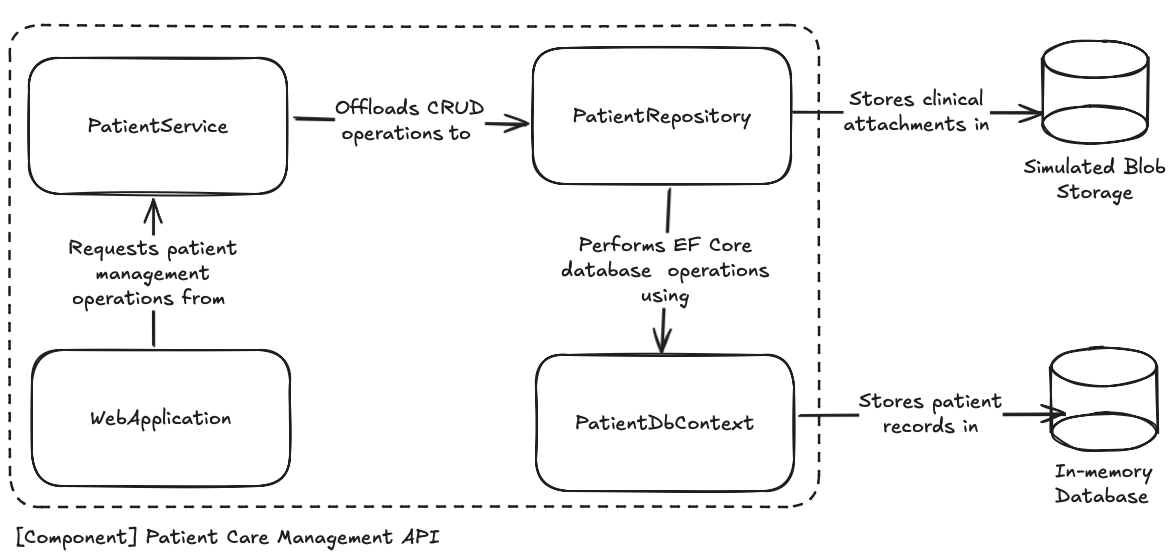 PatientService
Offloads CRUD
operations to
PatientRepository
Stores clinical
attachments in
Simulated Blob
Storage
Requests patient
management
operations from
Performs EF Core
database operations
using
WebApplication
PatientDbContext
Stores patient
records in
In-memory
Database
[Component] Patient Care Management API